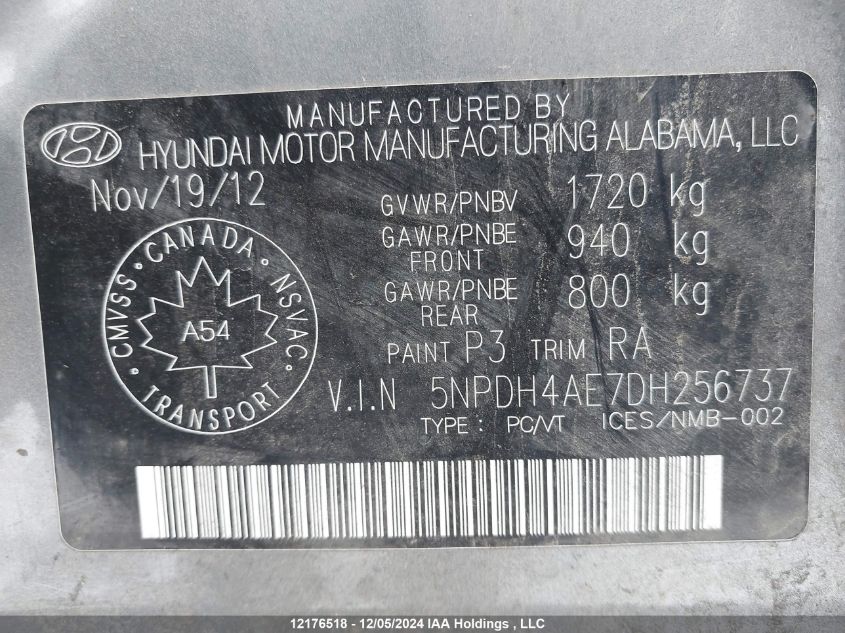 MANUFACTURED BY
HYUNDAI MOTOR MANUFACTURING ALABAMA, LLC
Nov/19/12
GVWR/PNBV 1720 kg
GAWR/PNBE FRONT 940 kg
GAWR/PNBE REAR 800 kg
PAINT P3 TRIM RA
V.I.N 5NPDH4AE7DH256737
TYPE : PC/VT ICES/NMB-002
CMVSS · CANADA · NSVAC · TRANSPORT ·
A54
12176518 - 12/05/2024 IAA Holdings , LLC